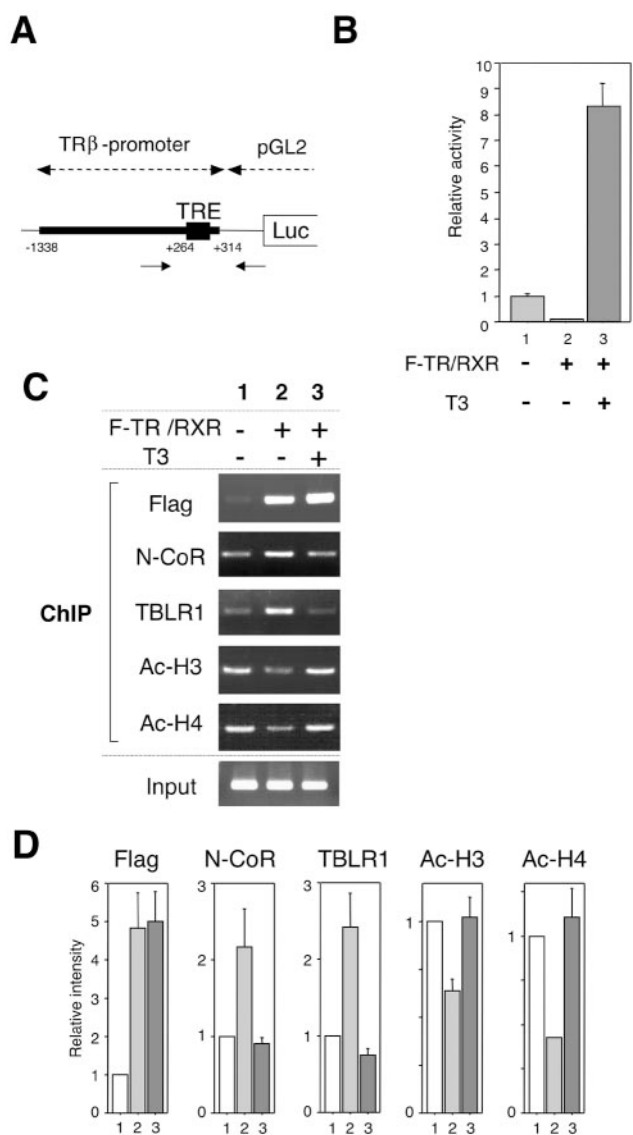 A
TRβ-promoter
pGL2
TRE
Luc
-1338
+264
+314
B
Relative activity
10
9
8
7
6
5
4
3
2
1
0
1 2 3
F-TR/RXR - + +
T3 - - +
C
1 2 3
F-TR /RXR - + +
T3 - - +
ChIP
Flag
N-CoR
TBLR1
Ac-H3
Ac-H4
Input
D
Flag
Relative intensity
6
5
4
3
2
1
0
1 2 3
N-CoR
3
2
1
0
1 2 3
TBLR1
3
2
1
0
1 2 3
Ac-H3
1
0
1 2 3
Ac-H4
1
0
1 2 3